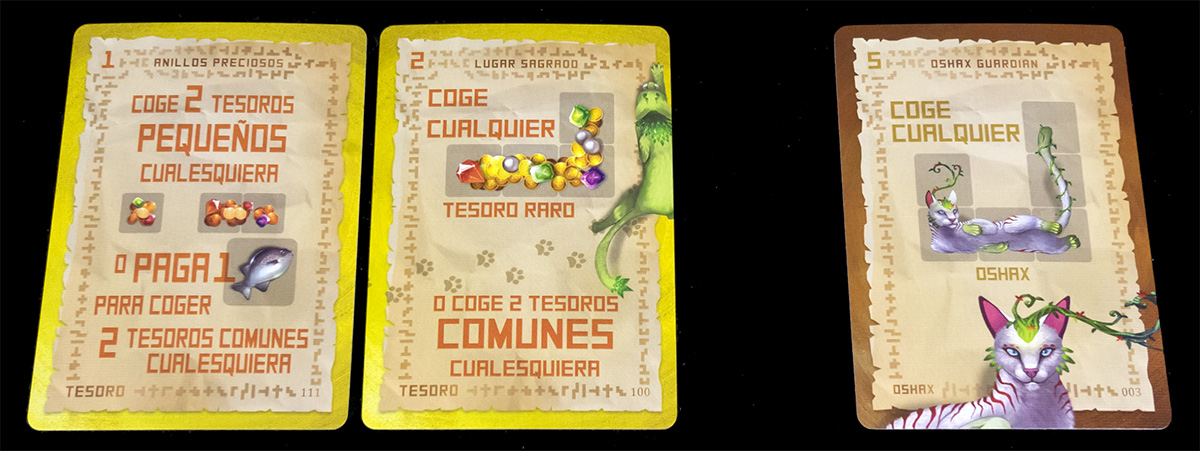 1 ANILLOS PRECIOSOS
COGE 2 TESOROS
PEQUEÑOS
CUALESQUIERA
O PAGA 1
PARA COGER
2 TESOROS COMUNES
CUALESQUIERA
TESORO 111
2 LUGAR SAGRADO
COGE
CUALQUIER
TESORO RARO
O COGE 2 TESOROS
COMUNES
CUALESQUIERA
TESORO 100
5 OSHAX GUARDIÁN
COGE
CUALQUIER
OSHAX
OSHAX 003